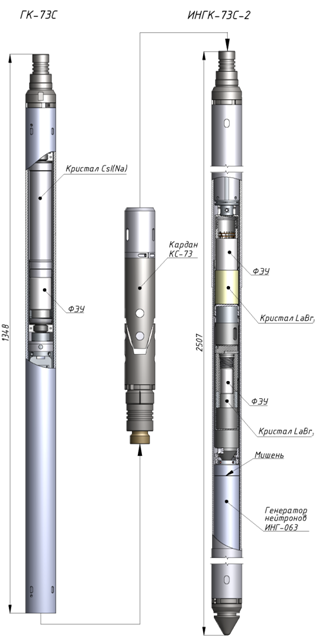 ГК-73С
ИНГК-73С-2
Кристал CsI(Na)
ФЭУ
1348
Кардан
КС-73
2507
ФЭУ
Кристал LaBr,
ФЭУ
Кристал LaBr,
Мишень
Генератор
нейтронов
ИНГ-063